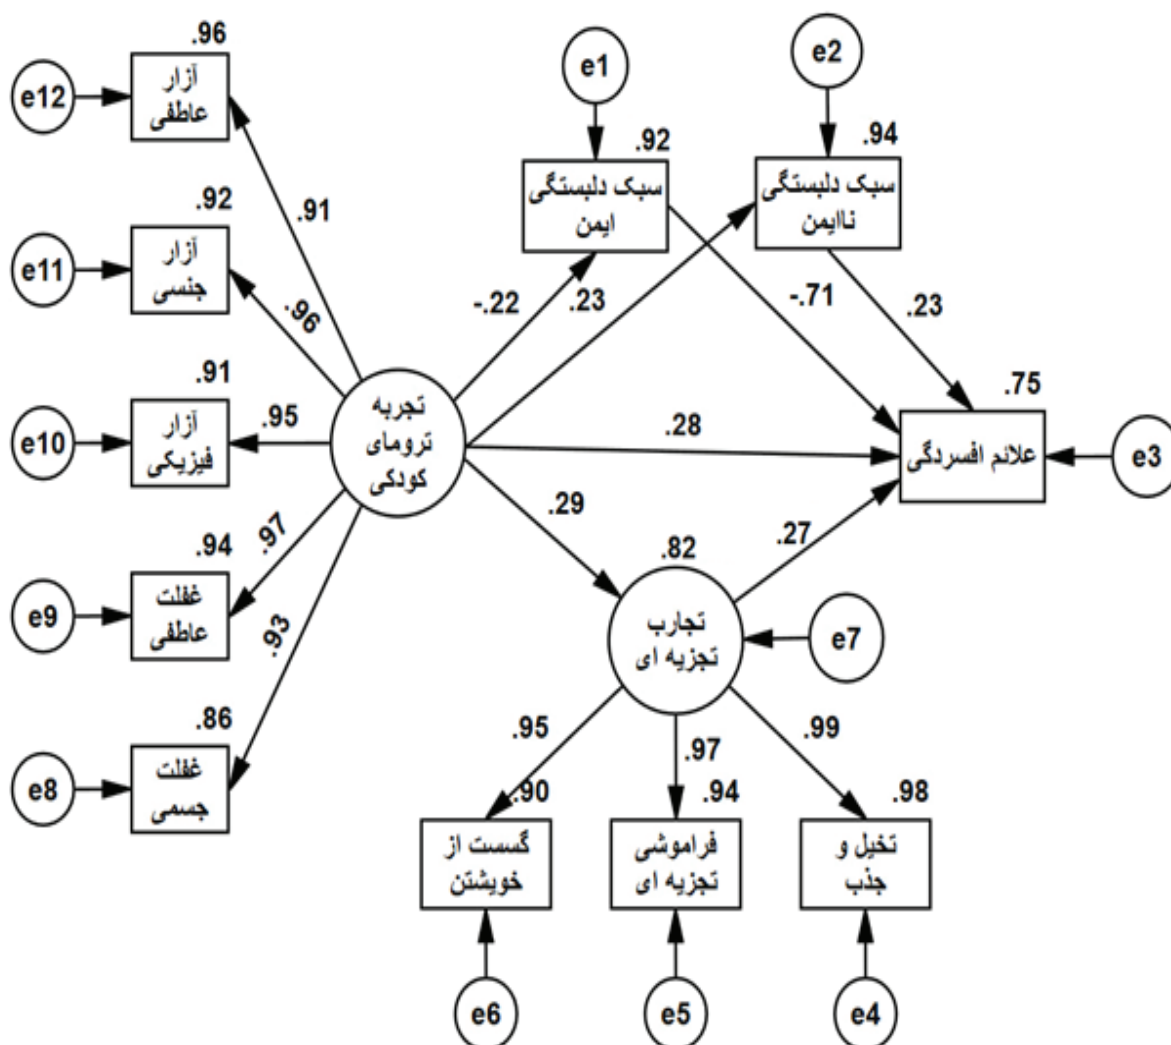 .96
e12
آزار
عاطفی
.91
e1
.92
سبک دلبستگی
ایمن
e2
.94
سبک دلبستگی
ناایمن
.92
e11
آزار
جنسی
.96
-.22
.23
-.71
.23
.91
e10
آزار
فیزیکی
.95
تجربه
ترومای
کودکی
.28
.75
علائم افسردگی
e3
.94
e9
غفلت
عاطفی
.97
.29
.27
.82
تجارب
تجزیه ای
e7
.86
e8
غفلت
جسمی
.93
.95
.97
.99
.90
گسست از
خویشتن
.94
فراموشی
تجزیه ای
.98
تخیل و
جذب
e6
e5
e4